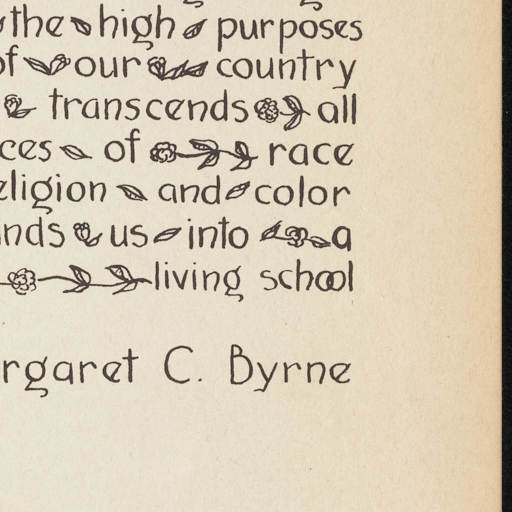 the high purposes
of our country
transcends all
ces of race
eligion and color
nds us into a
living school
rgaret C. Byrne